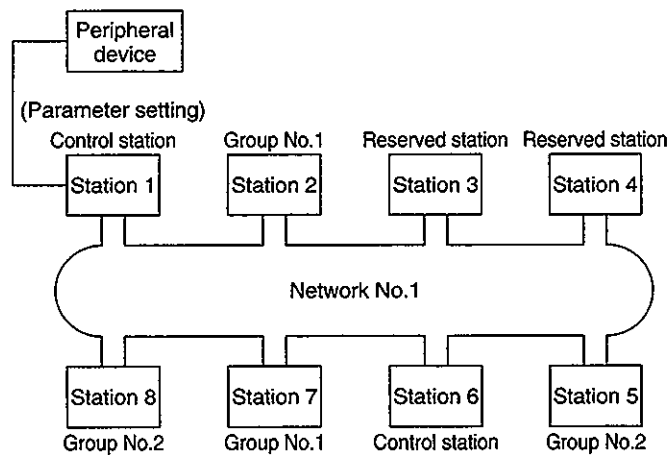 Peripheral
device
(Parameter setting)
Control station
Group No.1
Reserved station
Reserved station
Station 1
Station 2
Station 3
Station 4
Network No.1
Station 8
Station 7
Station 6
Station 5
Group No.2
Group No.1
Control station
Group No.2